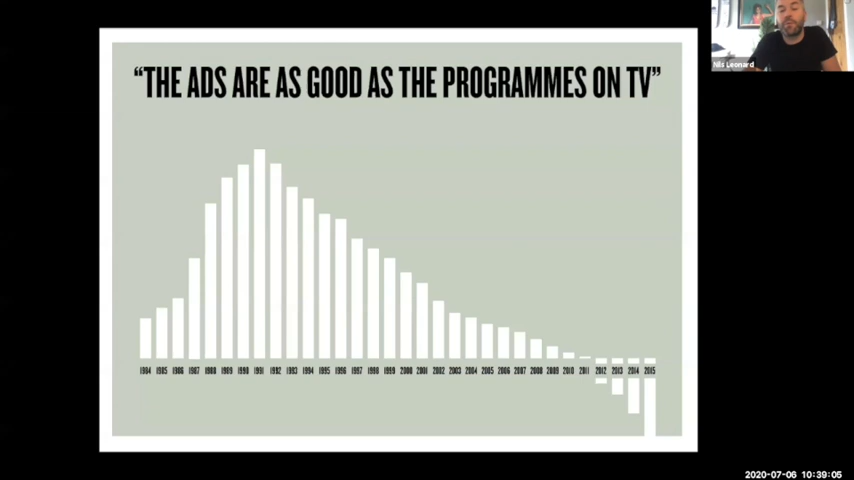 Nils Leonard
“THE ADS ARE AS GOOD AS THE PROGRAMMES ON TV”
1984 1985 1986 1987 1988 1989 1990 1991 1992 1993 1994 1995 1996 1997 1998 1999 2000 2001 2002 2003 2004 2005 2006 2007 2008 2009 2010 2011 2012 2013 2014 2015
2020-07-06 10:39:05